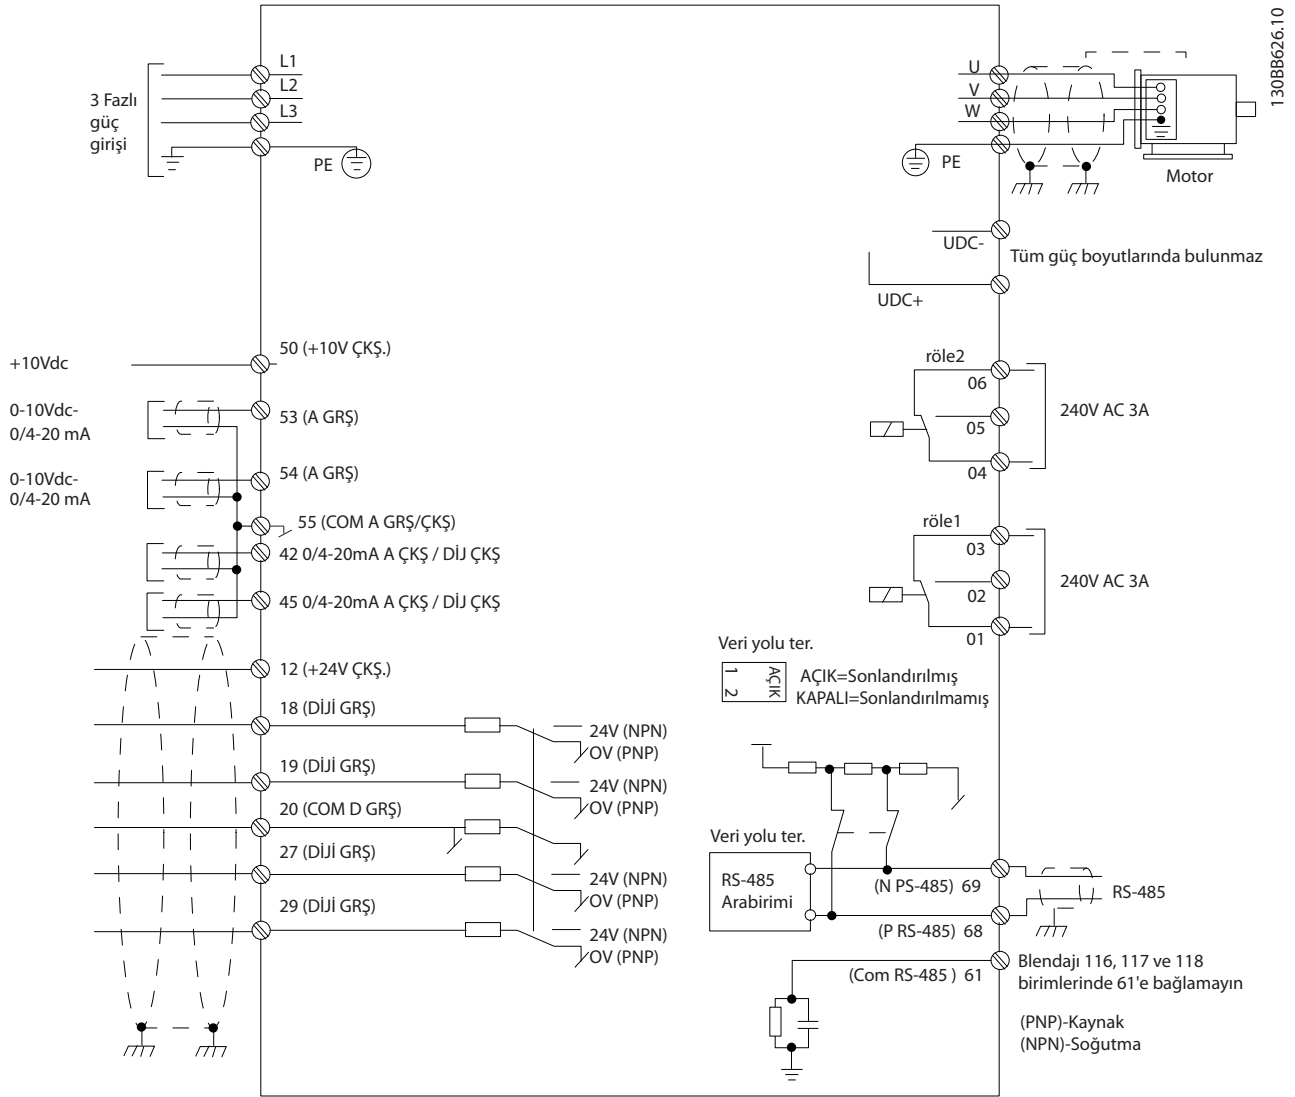 130BB626.10
L1
L2
L3
3 Fazlı
güç
girişi
PE
U
V
W
PE
Motor
UDC-
Tüm güç boyutlarında bulunmaz
UDC+
+10Vdc
50 (+10V ÇKŞ.)
0-10Vdc-
0/4-20 mA
53 (A GRŞ)
0-10Vdc-
0/4-20 mA
54 (A GRŞ)
55 (COM A GRŞ/ÇKŞ)
42 0/4-20mA A ÇKŞ / DİJ ÇKŞ
45 0/4-20mA A ÇKŞ / DİJ ÇKŞ
12 (+24V ÇKŞ.)
18 (DİJİ GRŞ)
24V (NPN)
OV (PNP)
19 (DİJİ GRŞ)
24V (NPN)
OV (PNP)
20 (COM D GRŞ)
27 (DİJİ GRŞ)
24V (NPN)
OV (PNP)
29 (DİJİ GRŞ)
24V (NPN)
OV (PNP)
röle2
06
05
04
240V AC 3A
röle1
03
02
01
240V AC 3A
Veri yolu ter.
1
2
AÇIK
AÇIK=Sonlandırılmış
KAPALI=Sonlandırılmamış
Veri yolu ter.
RS-485
Arabirimi
(N PS-485) 69
(P RS-485) 68
RS-485
(Com RS-485 ) 61
Blendajı 116, 117 ve 118
birimlerinde 61'e bağlamayın
(PNP)-Kaynak
(NPN)-Soğutma